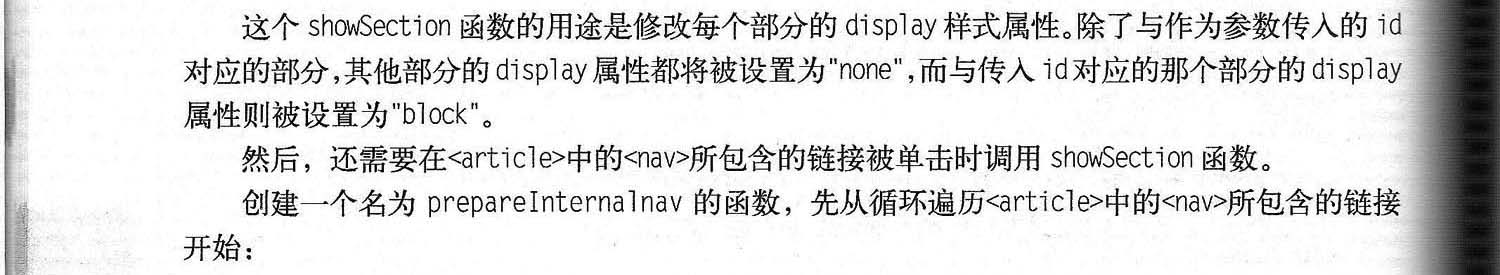 这个 showSection 函数的用途是修改每个部分的 display 样式属性。除了与作为参数传入的 id
对应的部分,其他部分的 display 属性都将被设置为"none",而与传入 id对应的那个部分的 display
属性则被设置为"block"。
然后，还需要在<article>中的<nav>所包含的链接被单击时调用 showSection 函数。
创建一个名为 prepareInternalnav 的函数，先从循环遍历<article>中的<nav>所包含的链接
开始：